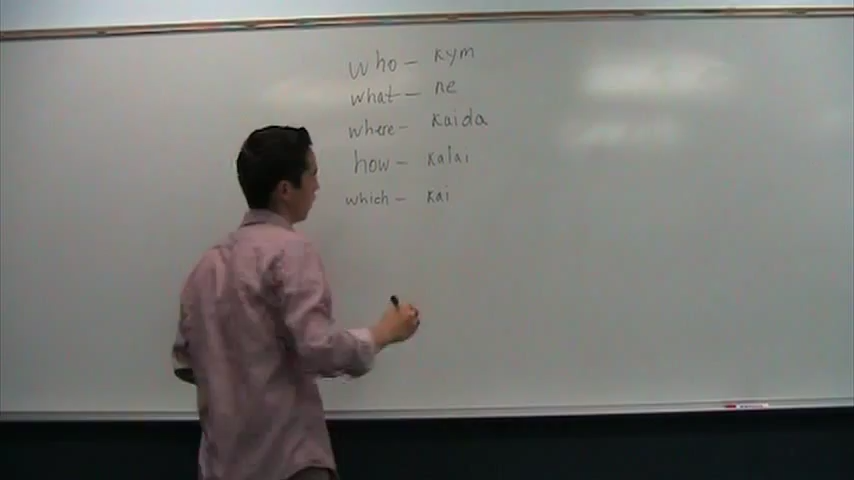 who – kym
what – ne
where – kaida
how – kalai
which – kai